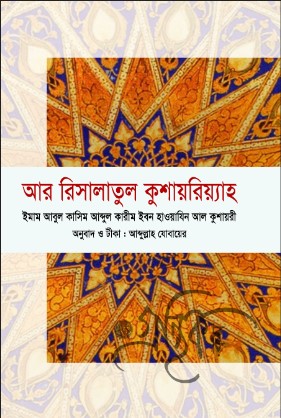 আর রিসালাতুল কুশায়রিয়্যাহ
ইমাম আবুল কাসিম আব্দুল কারীম ইবন হাওয়াযিন আল কুশায়রী
অনুবাদ ও টীকা : আব্দুল্লাহ যোবায়ের